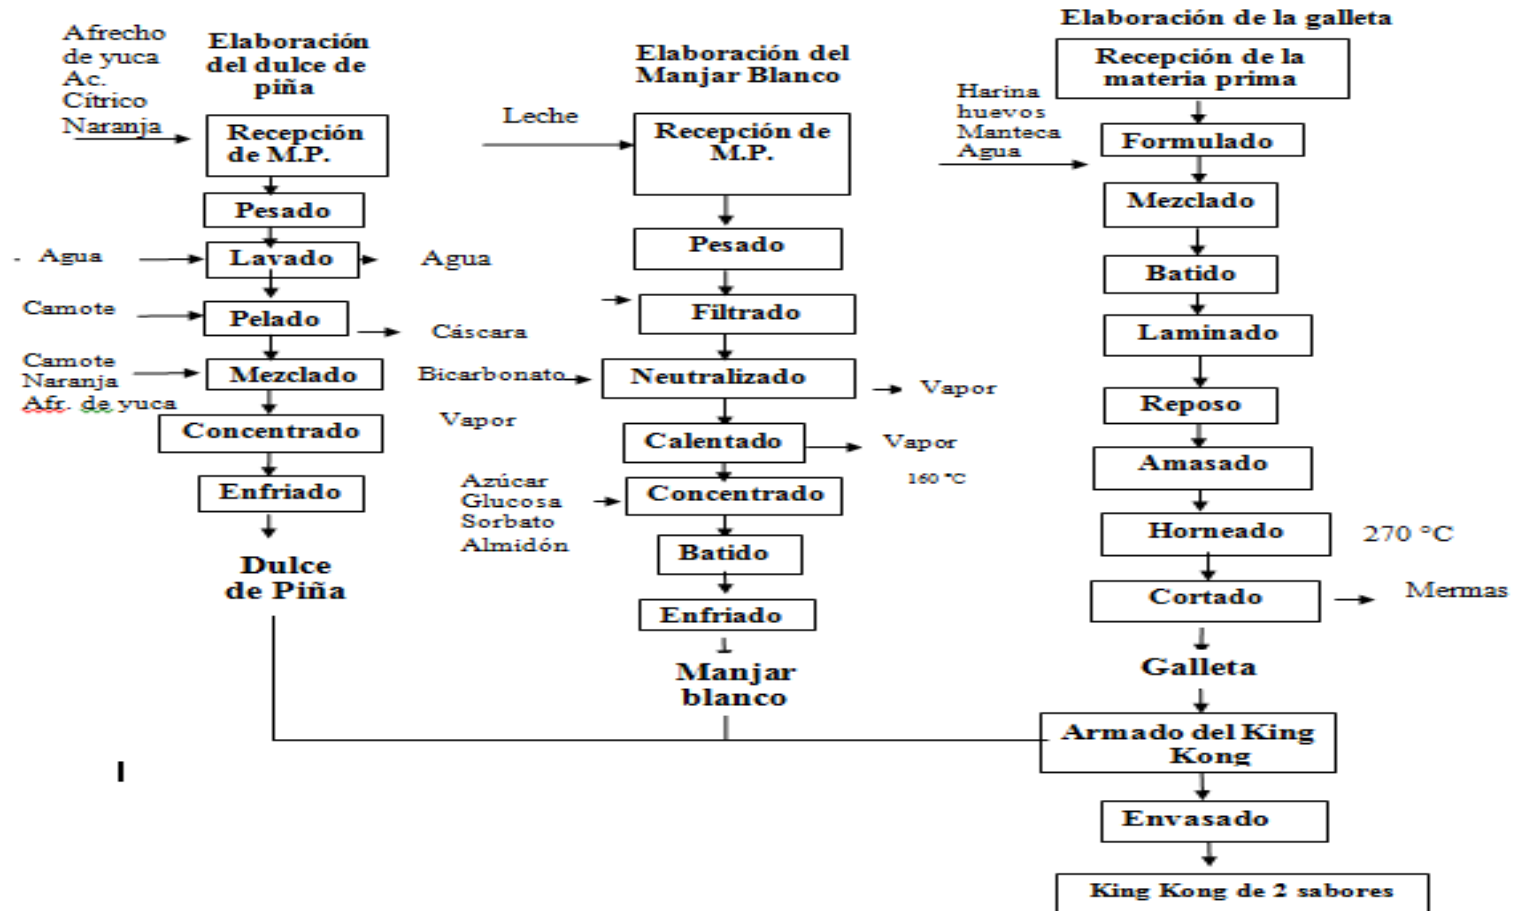 Afrecho
de yuca
Ac.
Cítrico
Naranja
Elaboración
del dulce de
piña
Recepción
de M.P.
Pesado
Agua
Lavado
Agua
Camote
Pelado
Cáscara
Camote
Naranja
Afr. de yuca
Mezclado
Concentrado
Enfriado
Dulce
de Piña
Elaboración del
Manjar Blanco
Leche
Recepción de
M.P.
Pesado
Filtrado
Bicarbonato
Neutralizado
Vapor
Vapor
Calentado
Vapor
160 °C
Azúcar
Glucosa
Sorbato
Almidón
Concentrado
Batido
Enfriado
Manjar
blanco
Elaboración de la galleta
Recepción de la
materia prima
Harina
huevos
Manteca
Agua
Formulado
Mezclado
Batido
Laminado
Reposo
Amasado
Horneado
270 °C
Cortado
Mermas
Galleta
Armado del King
Kong
Envasado
King Kong de 2 sabores